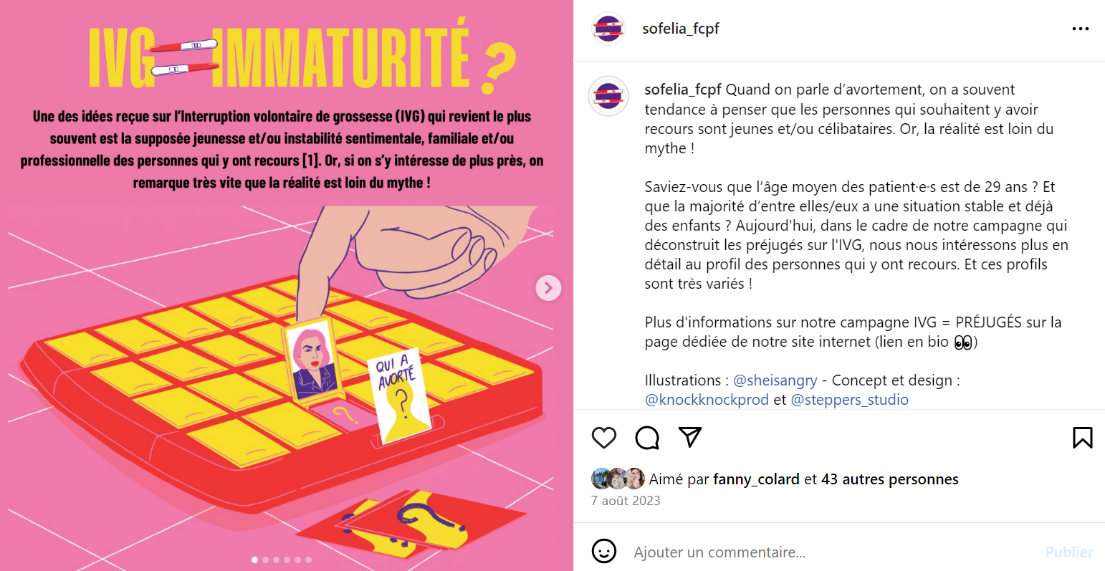 IVG = IMMATURITÉ ?
Une des idées reçue sur l'Interruption volontaire de grossesse (IVG) qui revient le plus
souvent est la supposée jeunesse et/ou instabilité sentimentale, familiale et/ou
professionnelle des personnes qui y ont recours [1]. Or, si on s'y intéresse de plus près, on
remarque très vite que la réalité est loin du mythe !
?
QUI A
AVORTÉ
?
sofelia_fcpf
sofelia_fcpf Quand on parle d'avortement, on a souvent
tendance à penser que les personnes qui souhaitent y avoir
recours sont jeunes et/ou célibataires. Or, la réalité est loin du
mythe !
Saviez-vous que l'âge moyen des patient·e·s est de 29 ans ? Et
que la majorité d'entre elles/eux a une situation stable et déjà
des enfants ? Aujourd'hui, dans le cadre de notre campagne qui
déconstruit les préjugés sur l'IVG, nous nous intéressons plus en
détail au profil des personnes qui y ont recours. Et ces profils
sont très variés !
Plus d'informations sur notre campagne IVG = PRÉJUGÉS sur la
page dédiée de notre site internet (lien en bio 👀)
Illustrations : @sheisangry - Concept et design :
@knockknockprod et @steppers_studio
Aimé par fanny_colard et 43 autres personnes
7 août 2023
Ajouter un commentaire...
Publier